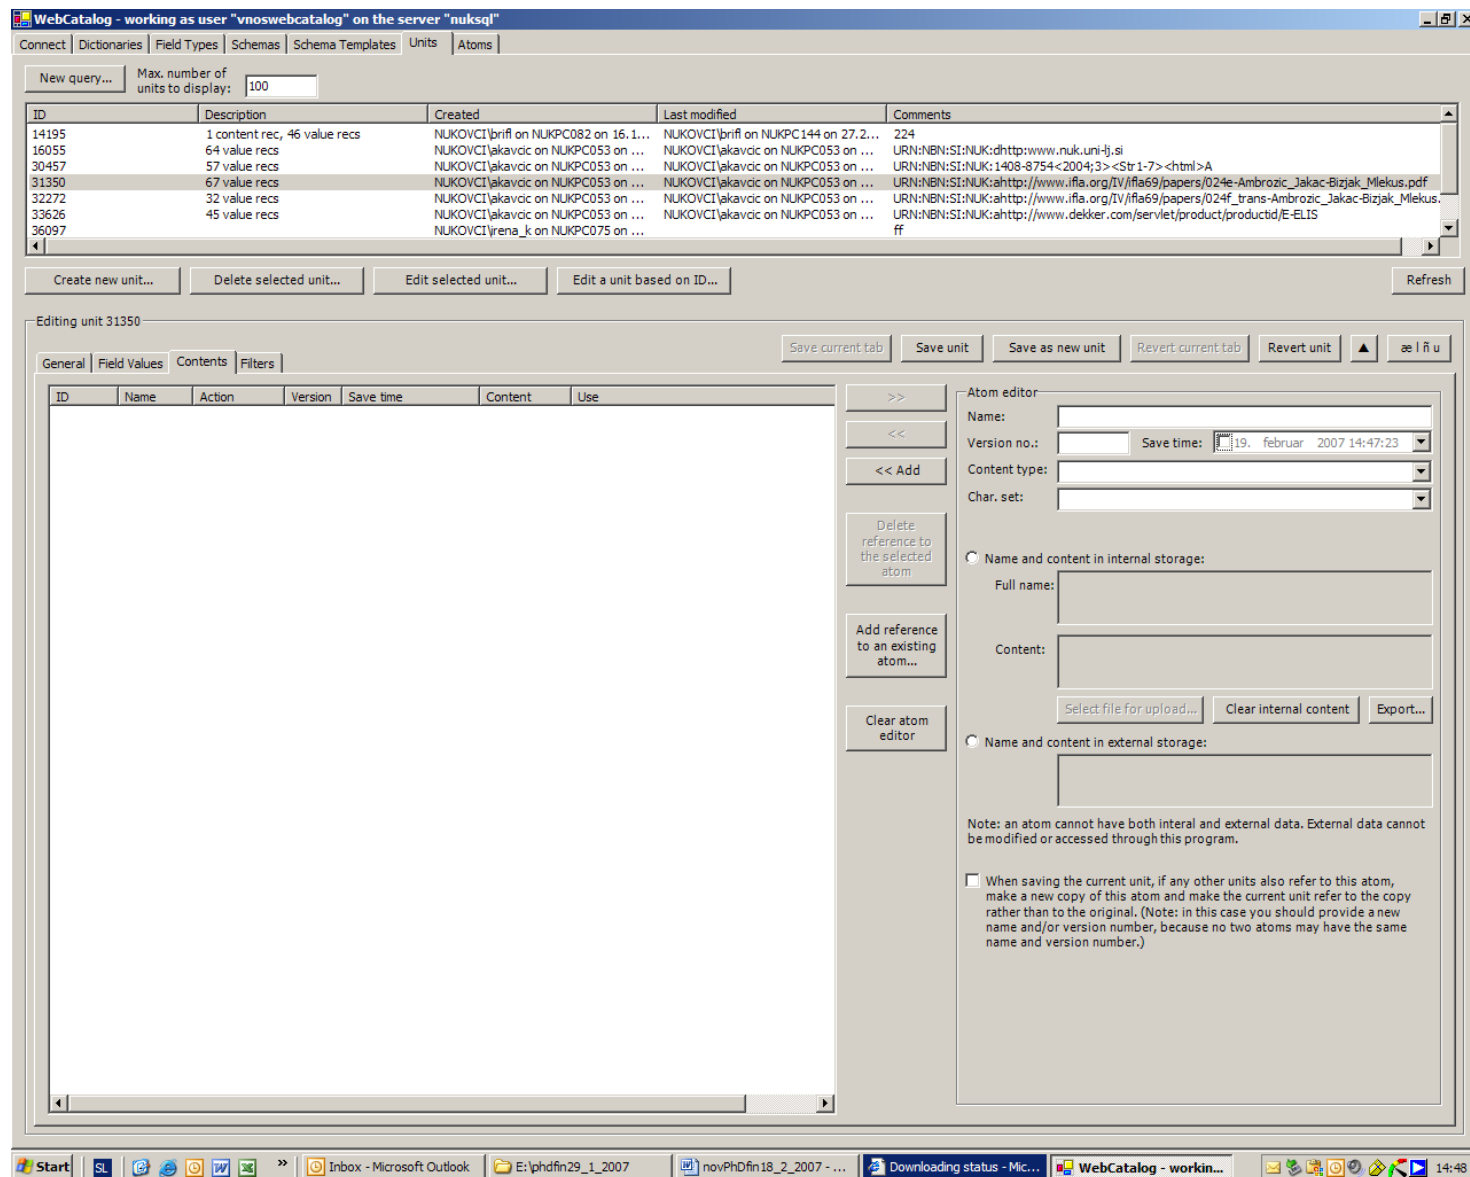 WebCatalog - working as user "vnoswebcatalog" on the server "nuksql"
Connect Dictionaries Field Types Schemas Schema Templates Units Atoms
New query... Max. number of units to display: 100
ID Description Created Last modified Comments
14195 1 content rec, 46 value recs NUKOVCI\brifl on NUKPC082 on 16.1... NUKOVCI\brifl on NUKPC144 on 27.2... 224
16055 64 value recs NUKOVCI\akavcic on NUKPC053 on ... NUKOVCI\akavcic on NUKPC053 on ... URN:NBN:SI:NUK:dhttp:www.nuk.uni-lj.si
30457 57 value recs NUKOVCI\akavcic on NUKPC053 on ... NUKOVCI\akavcic on NUKPC053 on ... URN:NBN:SI:NUK:1408-8754<2004;3><Str1-7><html>A
31350 67 value recs NUKOVCI\akavcic on NUKPC053 on ... NUKOVCI\akavcic on NUKPC053 on ... URN:NBN:SI:NUK:ahttp://www.ifla.org/IV/ifla69/papers/024e-Ambrozic_Jakac-Bizjak_Mlekus.pdf
32272 32 value recs NUKOVCI\akavcic on NUKPC053 on ... NUKOVCI\akavcic on NUKPC053 on ... URN:NBN:SI:NUK:ahttp://www.ifla.org/IV/ifla69/papers/024f_trans-Ambrozic_Jakac-Bizjak_Mlekus.
33626 45 value recs NUKOVCI\akavcic on NUKPC053 on ... NUKOVCI\akavcic on NUKPC053 on ... URN:NBN:SI:NUK:ahttp://www.dekker.com/servlet/product/productid/E-ELIS
36097 NUKOVCI\irena_k on NUKPC075 on ... ff
Create new unit... Delete selected unit... Edit selected unit... Edit a unit based on ID... Refresh
Editing unit 31350
Save current tab Save unit Save as new unit Revert current tab Revert unit ▲ æ l ñ u
General Field Values Contents Filters
ID Name Action Version Save time Content Use
>>
<<
<< Add
Delete
reference to
the selected
atom
Add reference
to an existing
atom...
Clear atom
editor
Atom editor
Name:
Version no.: Save time: 19. februar 2007 14:47:23
Content type:
Char. set:
Name and content in internal storage:
Full name:
Content:
Select file for upload... Clear internal content Export...
Name and content in external storage:
Note: an atom cannot have both interal and external data. External data cannot
be modified or accessed through this program.
When saving the current unit, if any other units also refer to this atom,
make a new copy of this atom and make the current unit refer to the copy
rather than to the original. (Note: in this case you should provide a new
name and/or version number, because no two atoms may have the same
name and version number.)
Start SL » Inbox - Microsoft Outlook E:\phdfin29_1_2007 novPhDfin18_2_2007 - ... Downloading status - Mic... WebCatalog - workin... 14:48